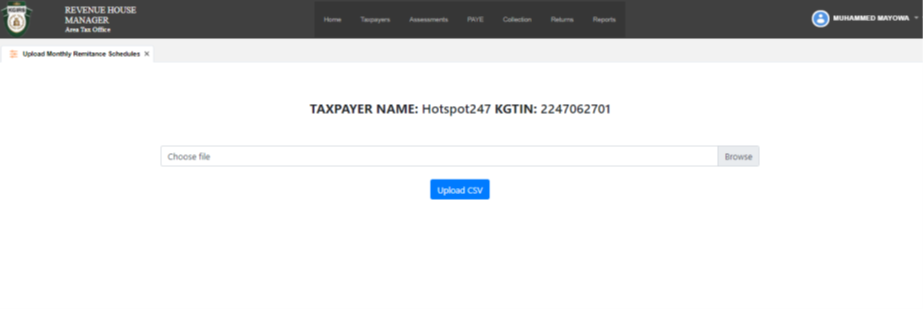 REVENUE HOUSE
MANAGER
Area Tax Office
Home Taxpayers Assessments PAYE Collection Returns Reports
MUHAMMED MAYOWA
Upload Monthly Remitance Schedules ×
TAXPAYER NAME: Hotspot247 KGTIN: 2247062701
Choose file
Browse
Upload CSV